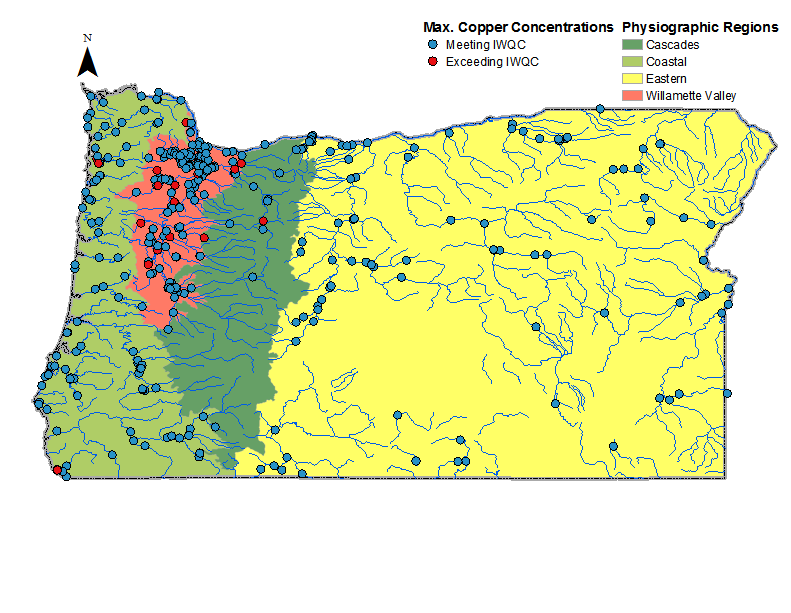 Max. Copper Concentrations
Meeting IWQC
Exceeding IWQC
Physiographic Regions
Cascades
Coastal
Eastern
Willamette Valley
N